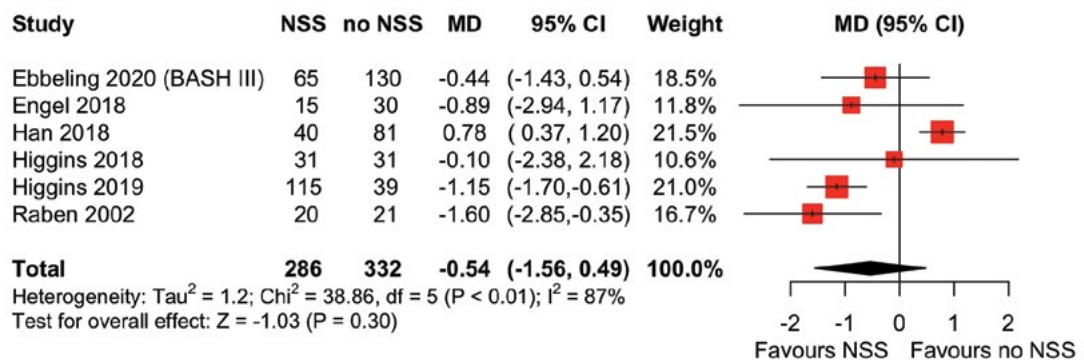 Study NSS no NSS MD 95% CI Weight MD (95% CI)
Ebbeling 2020 (BASH III) 65 130 -0.44 (-1.43, 0.54) 18.5%
Engel 2018 15 30 -0.89 (-2.94, 1.17) 11.8%
Han 2018 40 81 0.78 ( 0.37, 1.20) 21.5%
Higgins 2018 31 31 -0.10 (-2.38, 2.18) 10.6%
Higgins 2019 115 39 -1.15 (-1.70,-0.61) 21.0%
Raben 2002 20 21 -1.60 (-2.85,-0.35) 16.7%
Total 286 332 -0.54 (-1.56, 0.49) 100.0%
Heterogeneity: Tau² = 1.2; Chi² = 38.86, df = 5 (P < 0.01); I² = 87%
Test for overall effect: Z = -1.03 (P = 0.30)
-2 -1 0 1 2
Favours NSS Favours no NSS